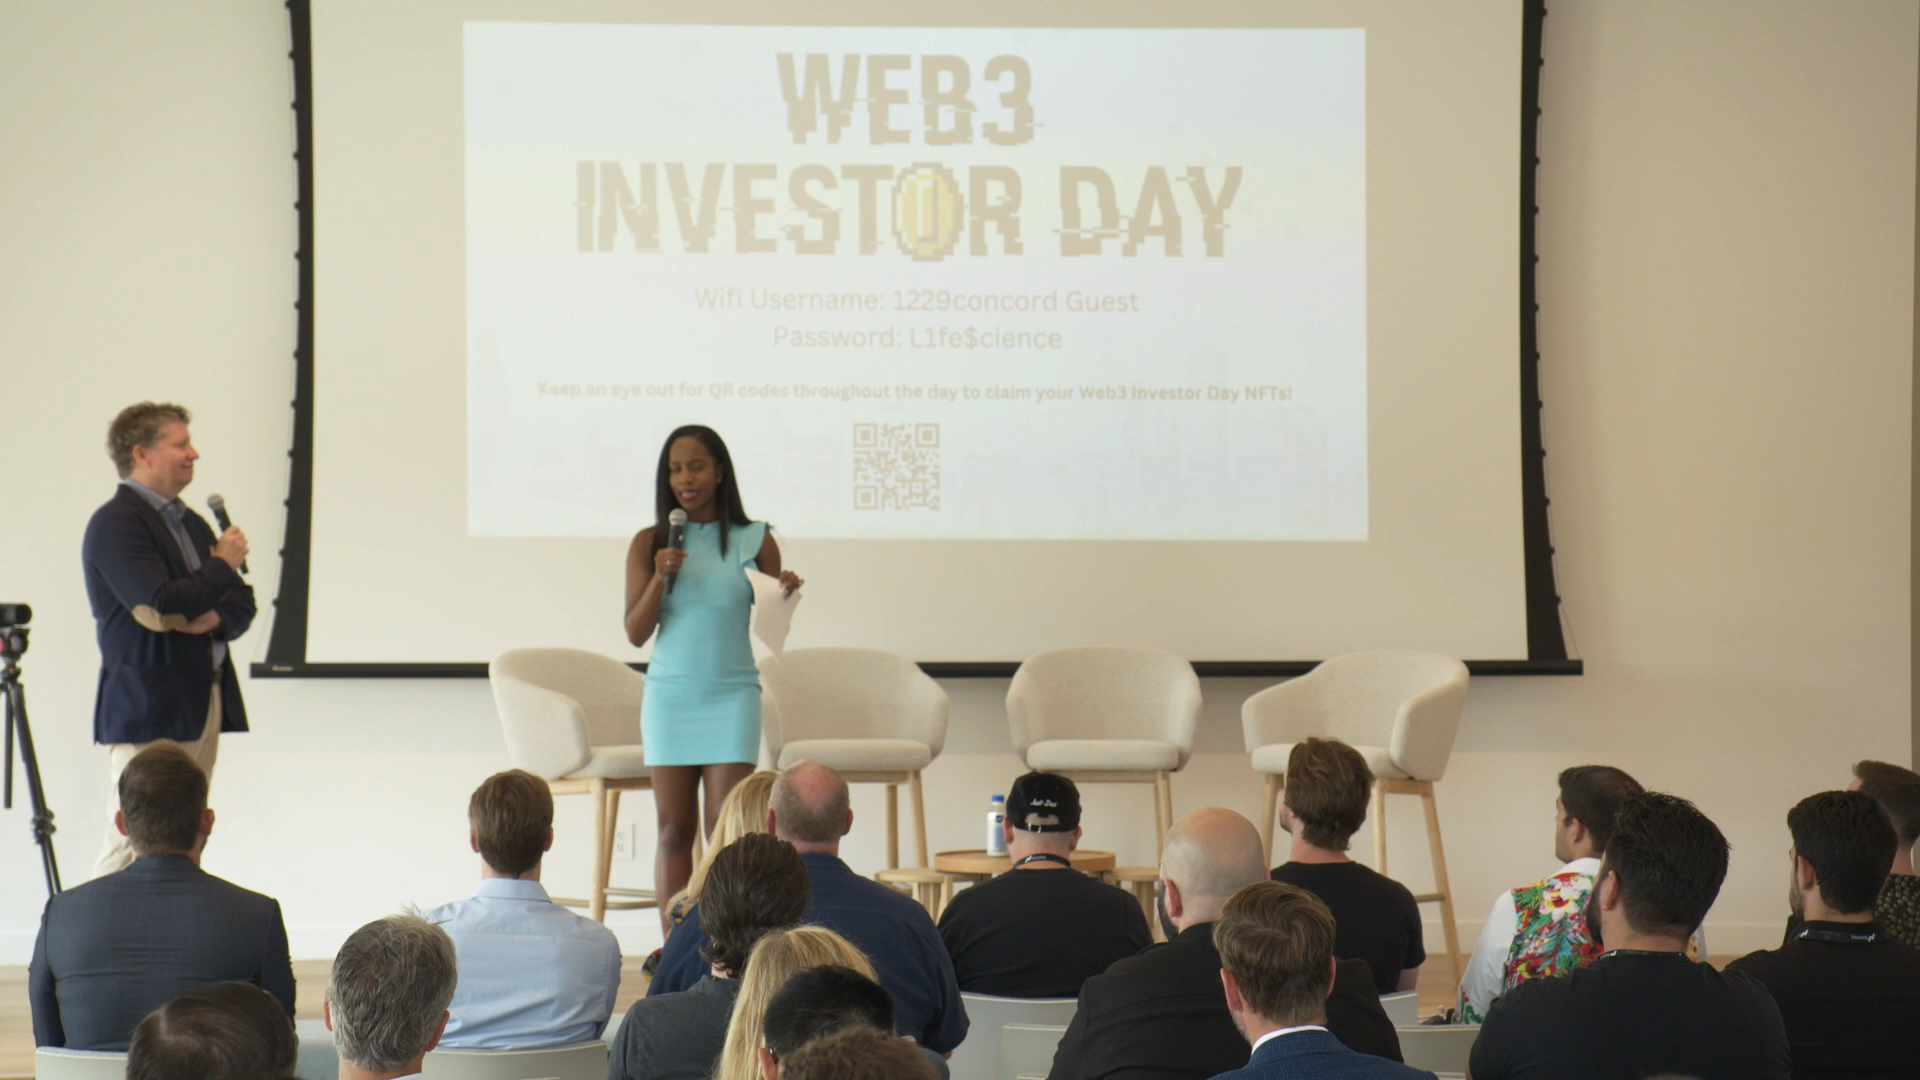 WEB3
INVESTOR DAY
Wifi Username: 1229concord Guest
Password: L1fe$cience
Keep an eye out for QR codes throughout the day to claim your Web3 Investor Day NFTs!